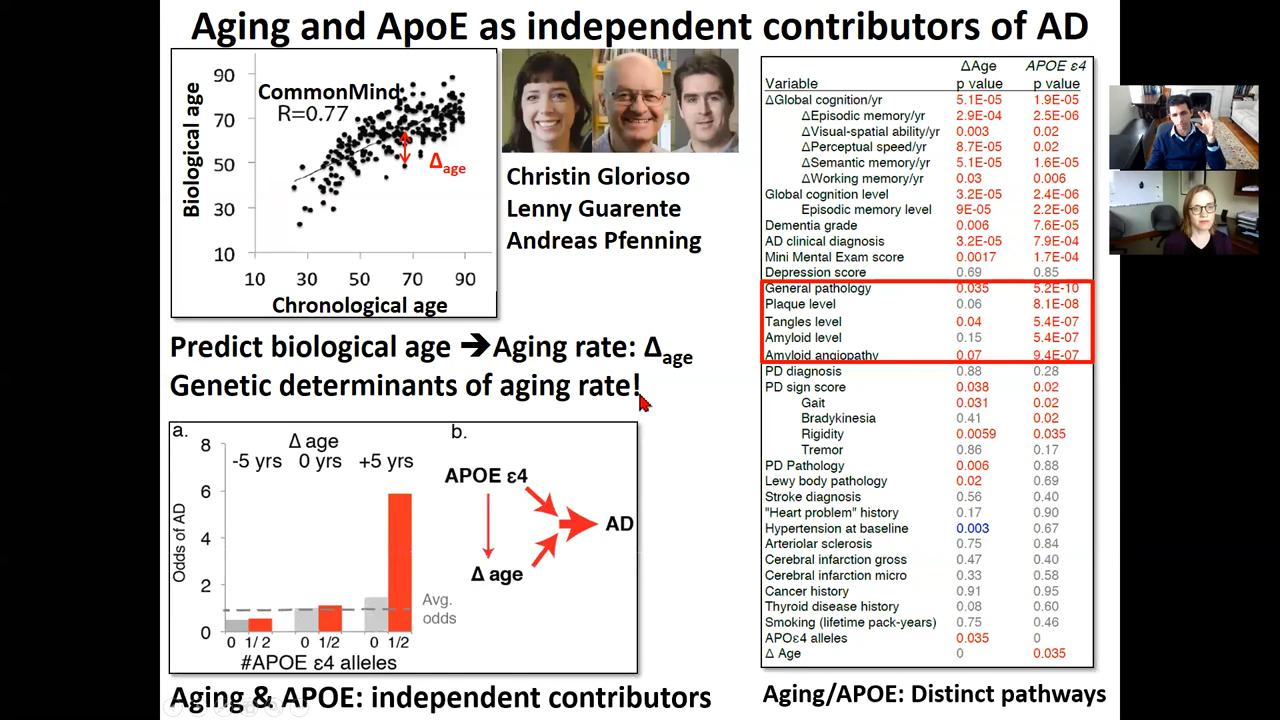 Aging and ApoE as independent contributors of AD
90
70
50
30
10
Biological age
CommonMind
R=0.77
Δage
10 30 50 70 90
Chronological age
Christin Glorioso
Lenny Guarente
Andreas Pfenning
Predict biological age ➔Aging rate: Δage
Genetic determinants of aging rate!
a.
Δ age
-5 yrs 0 yrs +5 yrs
8
6
4
2
0
Odds of AD
Avg.
odds
0 1/2 0 1/2 0 1/2
#APOE ε4 alleles
b.
APOE ε4
AD
Δ age
Aging & APOE: independent contributors
ΔAge APOE ε4
Variable p value p value
ΔGlobal cognition/yr 5.1E-05 1.9E-05
ΔEpisodic memory/yr 2.9E-04 2.5E-06
ΔVisual-spatial ability/yr 0.003 0.02
ΔPerceptual speed/yr 8.7E-05 0.02
ΔSemantic memory/yr 5.1E-05 1.6E-05
ΔWorking memory/yr 0.03 0.006
Global cognition level 3.2E-05 2.4E-06
Episodic memory level 9E-05 2.2E-06
Dementia grade 0.006 7.6E-05
AD clinical diagnosis 3.2E-05 7.9E-04
Mini Mental Exam score 0.0017 1.7E-04
Depression score 0.69 0.85
General pathology 0.035 5.2E-10
Plaque level 0.06 8.1E-08
Tangles level 0.04 5.4E-07
Amyloid level 0.15 5.4E-07
Amyloid angiopathy 0.07 9.4E-07
PD diagnosis 0.88 0.28
PD sign score 0.038 0.02
Gait 0.031 0.02
Bradykinesia 0.41 0.02
Rigidity 0.0059 0.035
Tremor 0.86 0.17
PD Pathology 0.006 0.88
Lewy body pathology 0.02 0.69
Stroke diagnosis 0.56 0.40
"Heart problem" history 0.17 0.90
Hypertension at baseline 0.003 0.67
Arteriolar sclerosis 0.75 0.84
Cerebral infarction gross 0.47 0.40
Cerebral infarction micro 0.33 0.58
Cancer history 0.91 0.95
Thyroid disease history 0.08 0.60
Smoking (lifetime pack-years) 0.75 0.46
APOε4 alleles 0.035 0
Δ Age 0 0.035
Aging/APOE: Distinct pathways